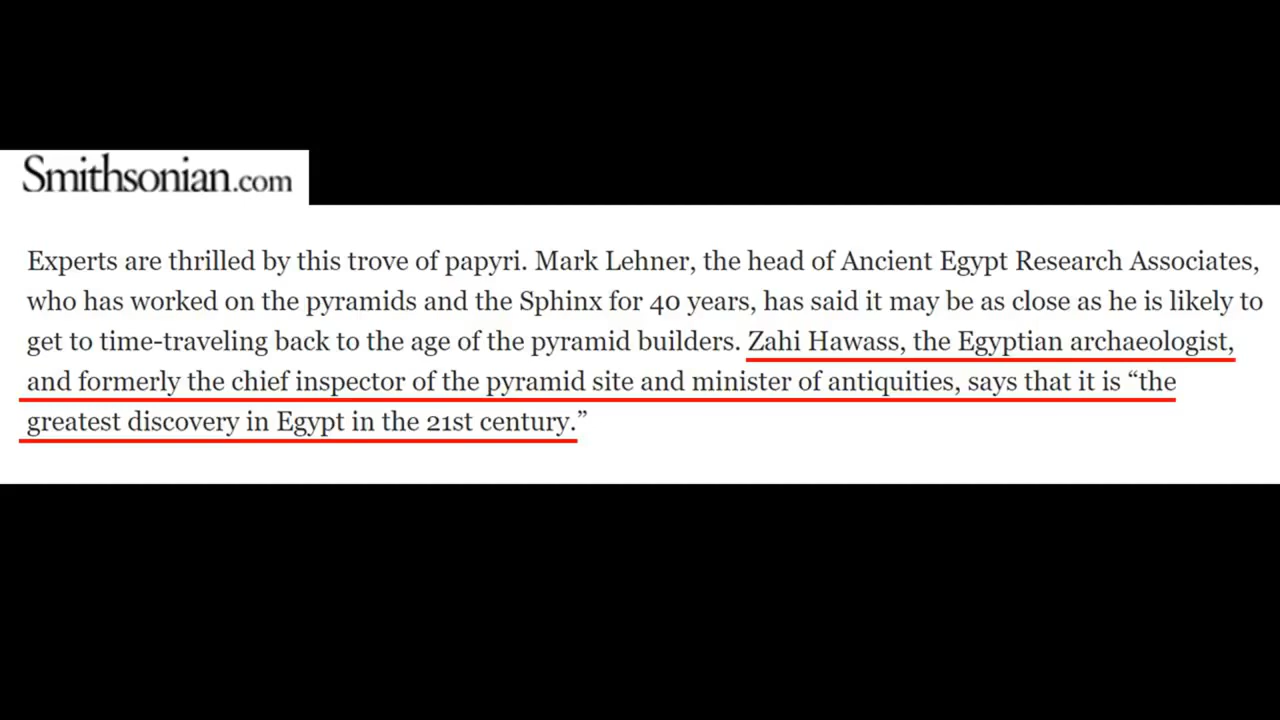 Smithsonian.com
Experts are thrilled by this trove of papyri. Mark Lehner, the head of Ancient Egypt Research Associates,
who has worked on the pyramids and the Sphinx for 40 years, has said it may be as close as he is likely to
get to time-traveling back to the age of the pyramid builders. Zahi Hawass, the Egyptian archaeologist,
and formerly the chief inspector of the pyramid site and minister of antiquities, says that it is “the
greatest discovery in Egypt in the 21st century.”